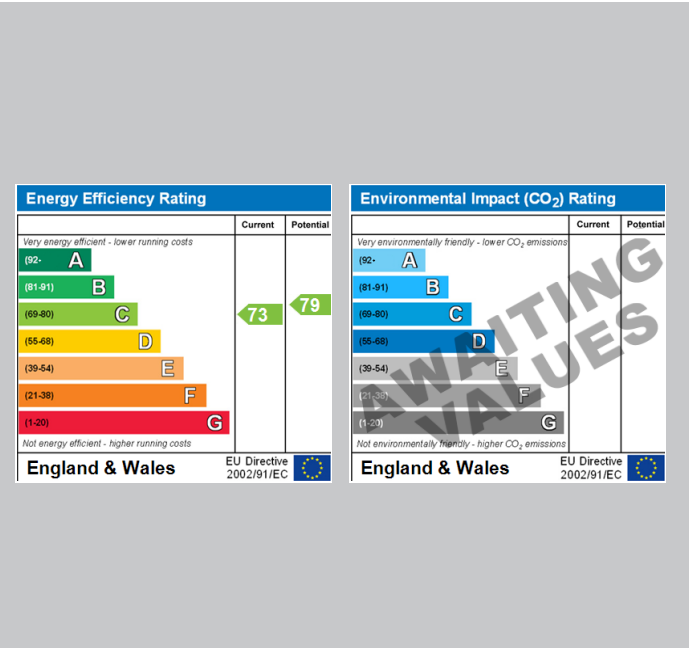 Energy Efficiency Rating
Current Potential
Very energy efficient - lower running costs
(92- A
(81-91) B
(69-80) C
73
79
(55-68) D
(39-54) E
(21-38) F
(1-20) G
Not energy efficient - higher running costs
England & Wales
EU Directive
2002/91/EC
Environmental Impact (CO2) Rating
Current Potential
Very environmentally friendly - lower CO2 emissions
(92- A
(81-91) B
(69-80) C
(55-68) D
(39-54) E
(21-38) F
(1-20) G
Not environmentally friendly - higher CO2 emissions
AWAITING
VALUES
England & Wales
EU Directive
2002/91/EC